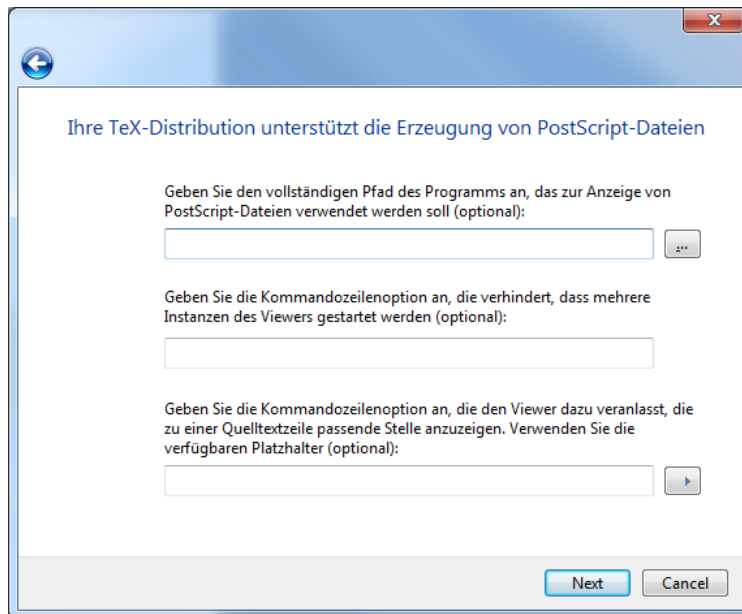 Ihre TeX-Distribution unterstützt die Erzeugung von PostScript-Dateien
Geben Sie den vollständigen Pfad des Programms an, das zur Anzeige von
PostScript-Dateien verwendet werden soll (optional):
...
Geben Sie die Kommandozeilenoption an, die verhindert, dass mehrere
Instanzen des Viewers gestartet werden (optional):
Geben Sie die Kommandozeilenoption an, die den Viewer dazu veranlasst, die
zu einer Quelltextzeile passende Stelle anzuzeigen. Verwenden Sie die
verfügbaren Platzhalter (optional):
Next
Cancel